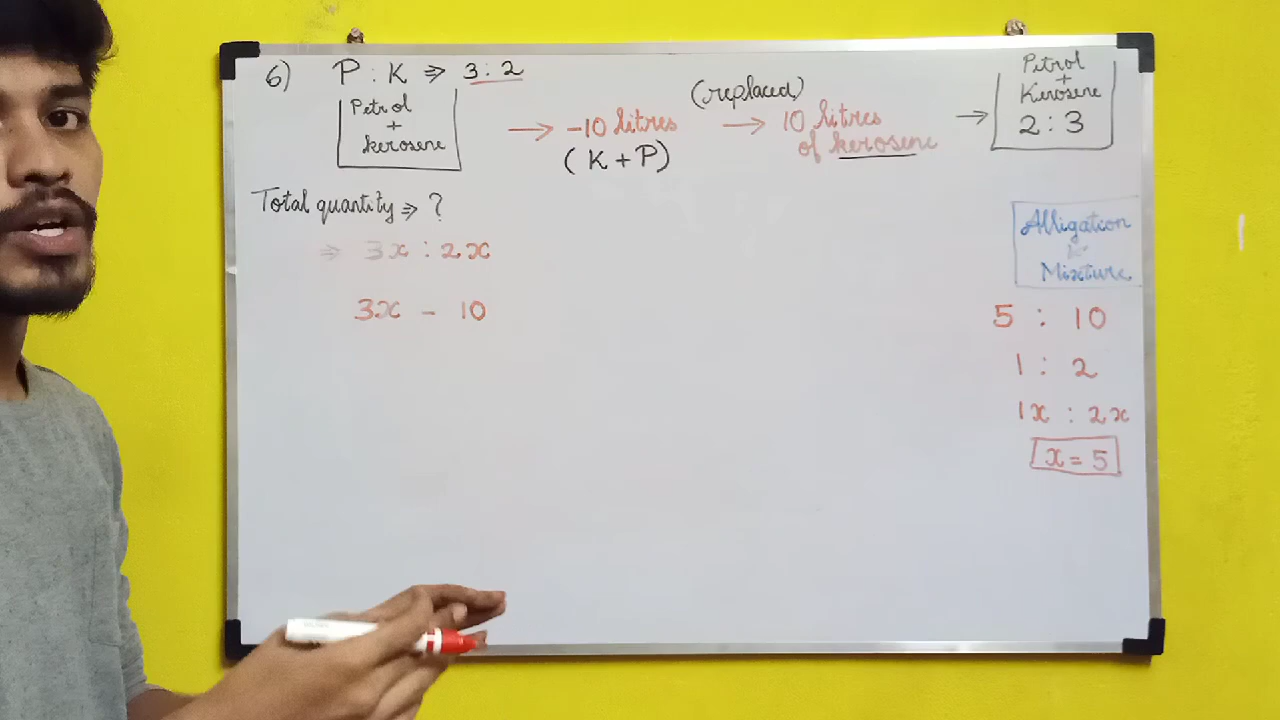 6) P : K ⇒ 3 : 2
Petrol
+
kerosene
→ -10 litres
(K + P)
(replaced)
→ 10 litres
of kerosene
→ Petrol
+
Kerosene
2 : 3
Total quantity ⇒ ?
⇒ 3x : 2x
3x - 10
Alligation
&
Mixture
5 : 10
1 : 2
1x : 2x
x = 5